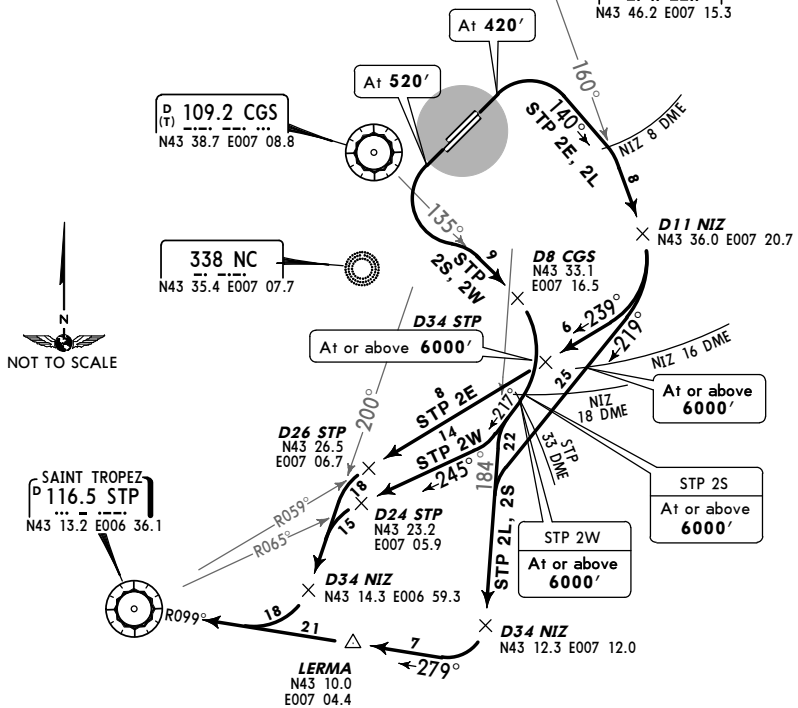 N43 46.2 E007 15.3
At 420'
At 520'
160°
D
(T) 109.2 CGS
N43 38.7 E007 08.8
140°
STP 2E, 2L
NIZ 8 DME
8
135°
9
STP
2S, 2W
D11 NIZ
N43 36.0 E007 20.7
338 NC
N43 35.4 E007 07.7
D8 CGS
N43 33.1
E007 16.5
N
NOT TO SCALE
D34 STP
At or above 6000'
6
239°
219°
NIZ 16 DME
25
At or above
6000'
200°
8
STP 2E
217°
NIZ
18 DME
14
STP 2W
22
STP
33 DME
D26 STP
N43 26.5
E007 06.7
245°
184°
SAINT TROPEZ
D 116.5 STP
N43 13.2 E006 36.1
R059°
18
R065°
15
D24 STP
N43 23.2
E007 05.9
STP 2S
At or above
6000'
STP 2W
At or above
6000'
STP 2L, 2S
D34 NIZ
N43 14.3 E006 59.3
R099°
18
21
7
279°
D34 NIZ
N43 12.3 E007 12.0
LERMA
N43 10.0
E007 04.4